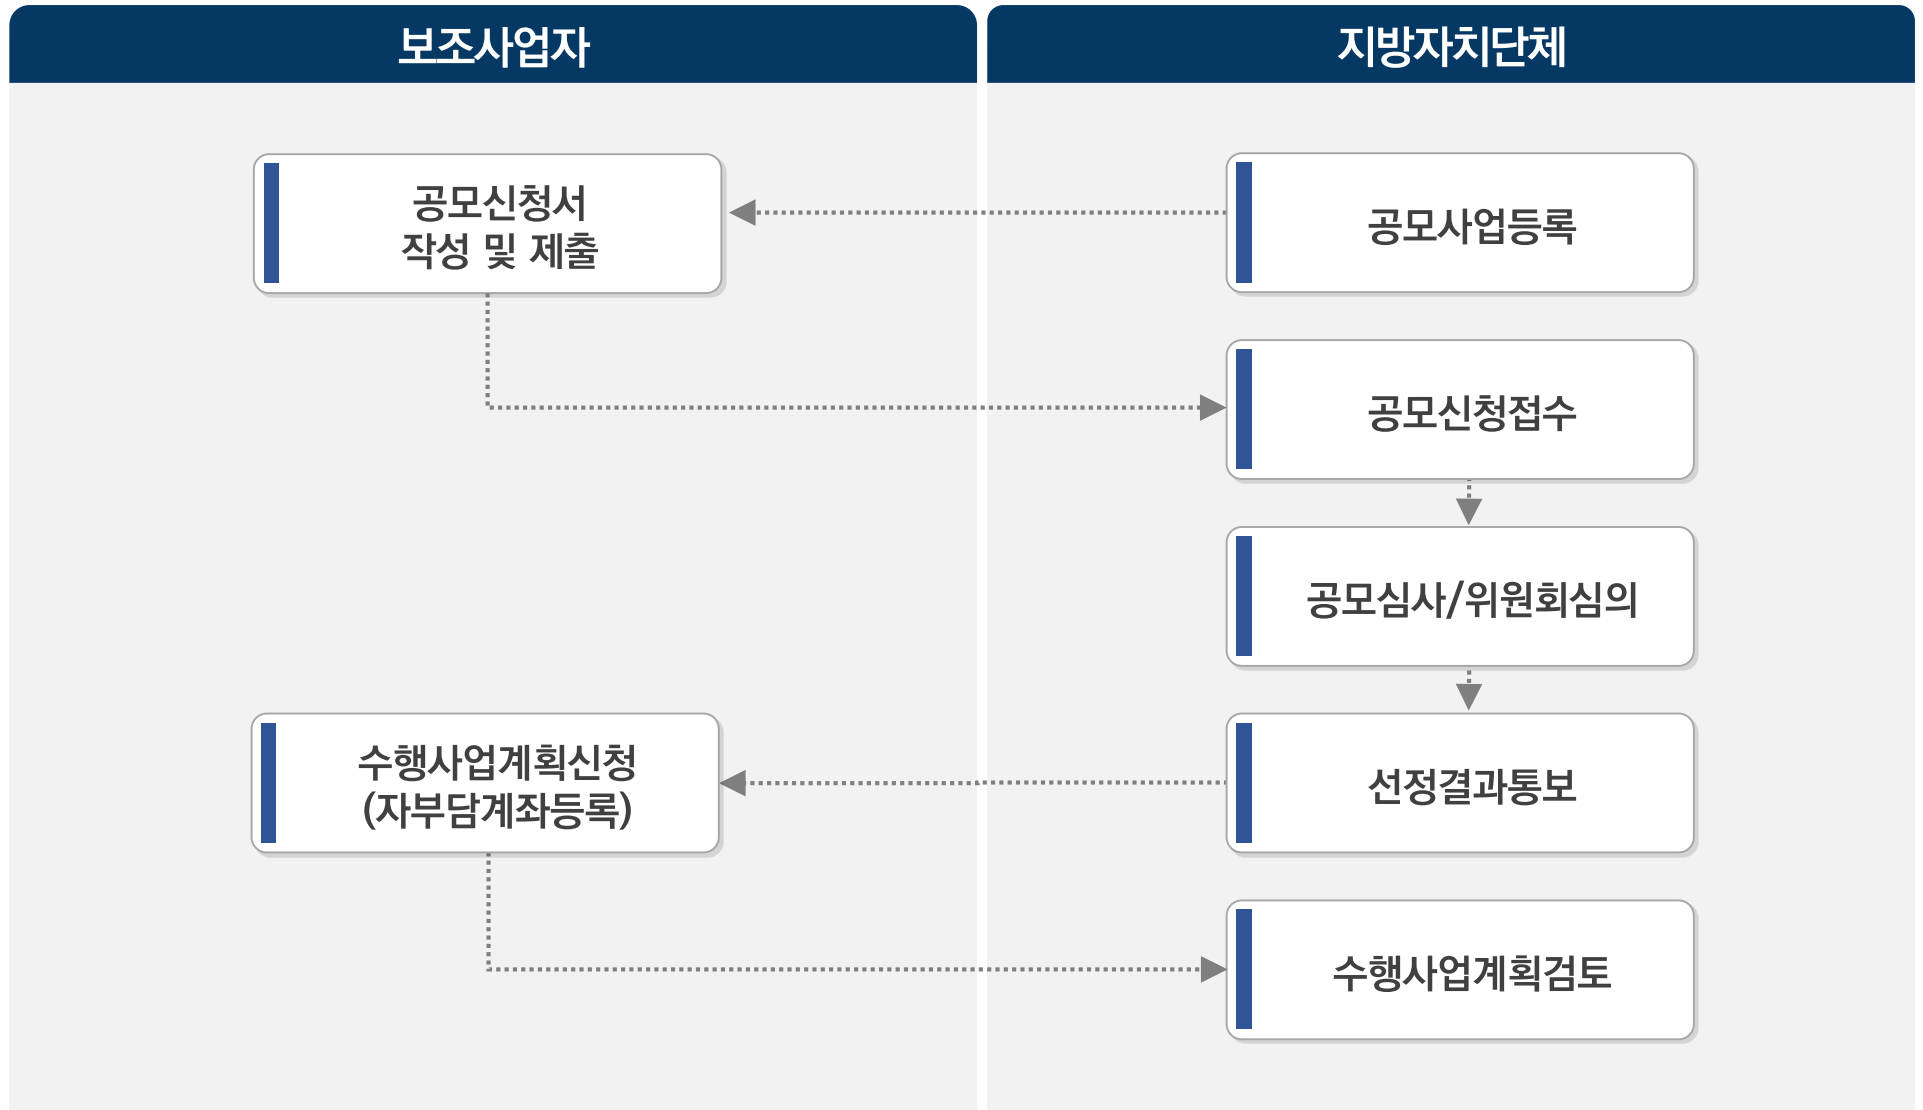 보조사업자
지방자치단체
공모신청서
작성 및 제출
공모사업등록
공모신청접수
공모심사/위원회심의
수행사업계획신청
(자부담계좌등록)
선정결과통보
수행사업계획검토